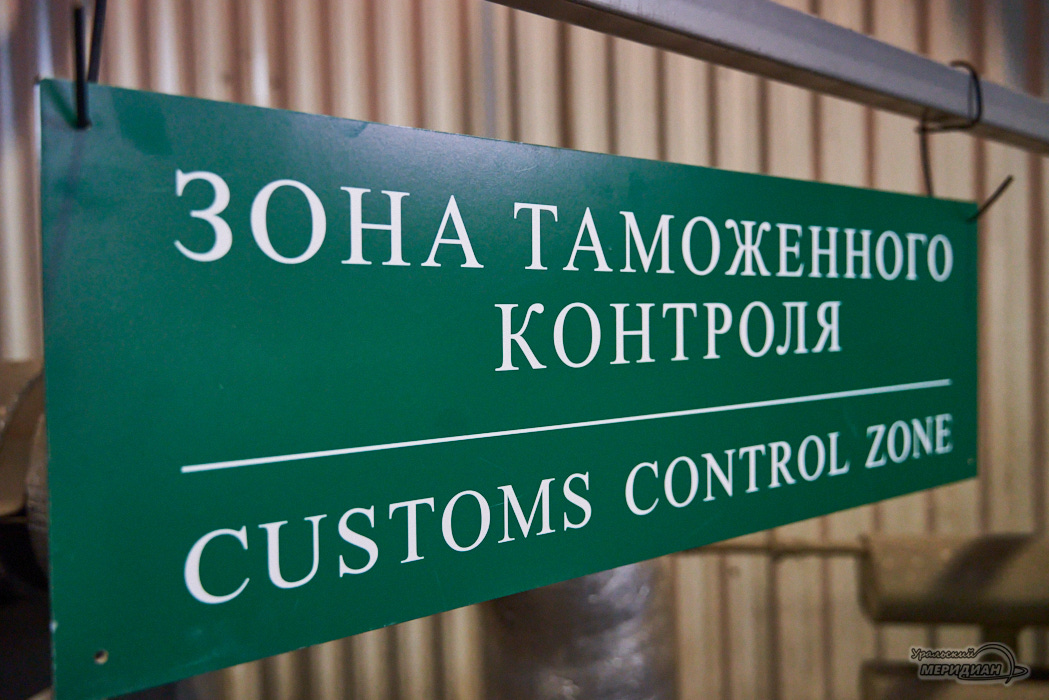 ЗОНА ТАМОЖЕННОГО
КОНТРОЛЯ
CUSTOMS CONTROL ZONE
Уральский
МЕРИДИАН